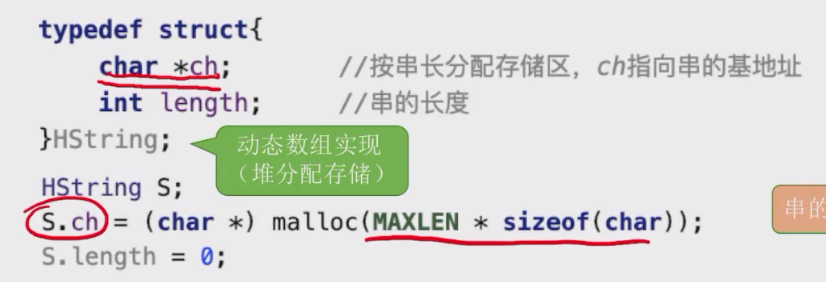 typedef struct{
char *ch; //按串长分配存储区，ch指向串的基地址
int length; //串的长度
}HString;
动态数组实现
（堆分配存储）
HString S;
S.ch = (char *) malloc(MAXLEN * sizeof(char));
串的
S.length = 0;